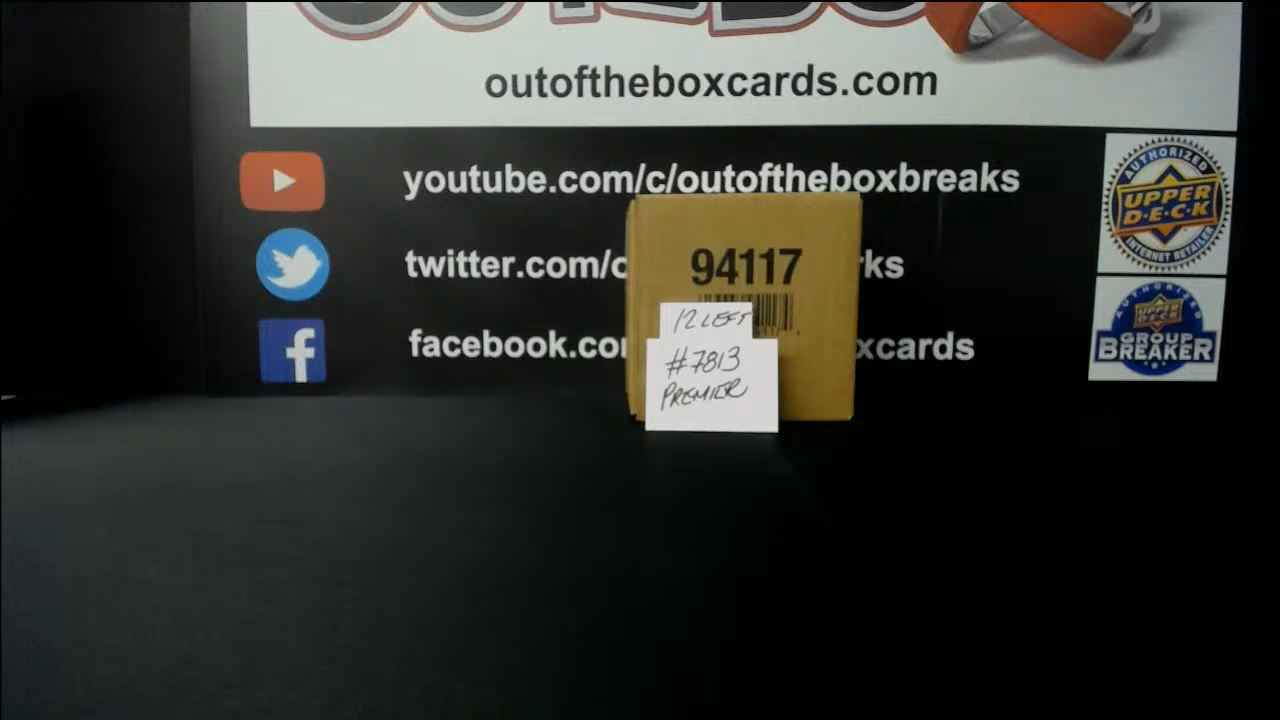 outoftheboxcards.com
youtube.com/c/outoftheboxbreaks
twitter.com/c
rks
facebook.co
xcards
94117
12 LEFT
#7813
PREMIER
AUTHORIZED
UPPER
D·E·C·K
INTERNET RETAILER
AUTHORIZED
UPPER
DECK
GROUP
BREAKER